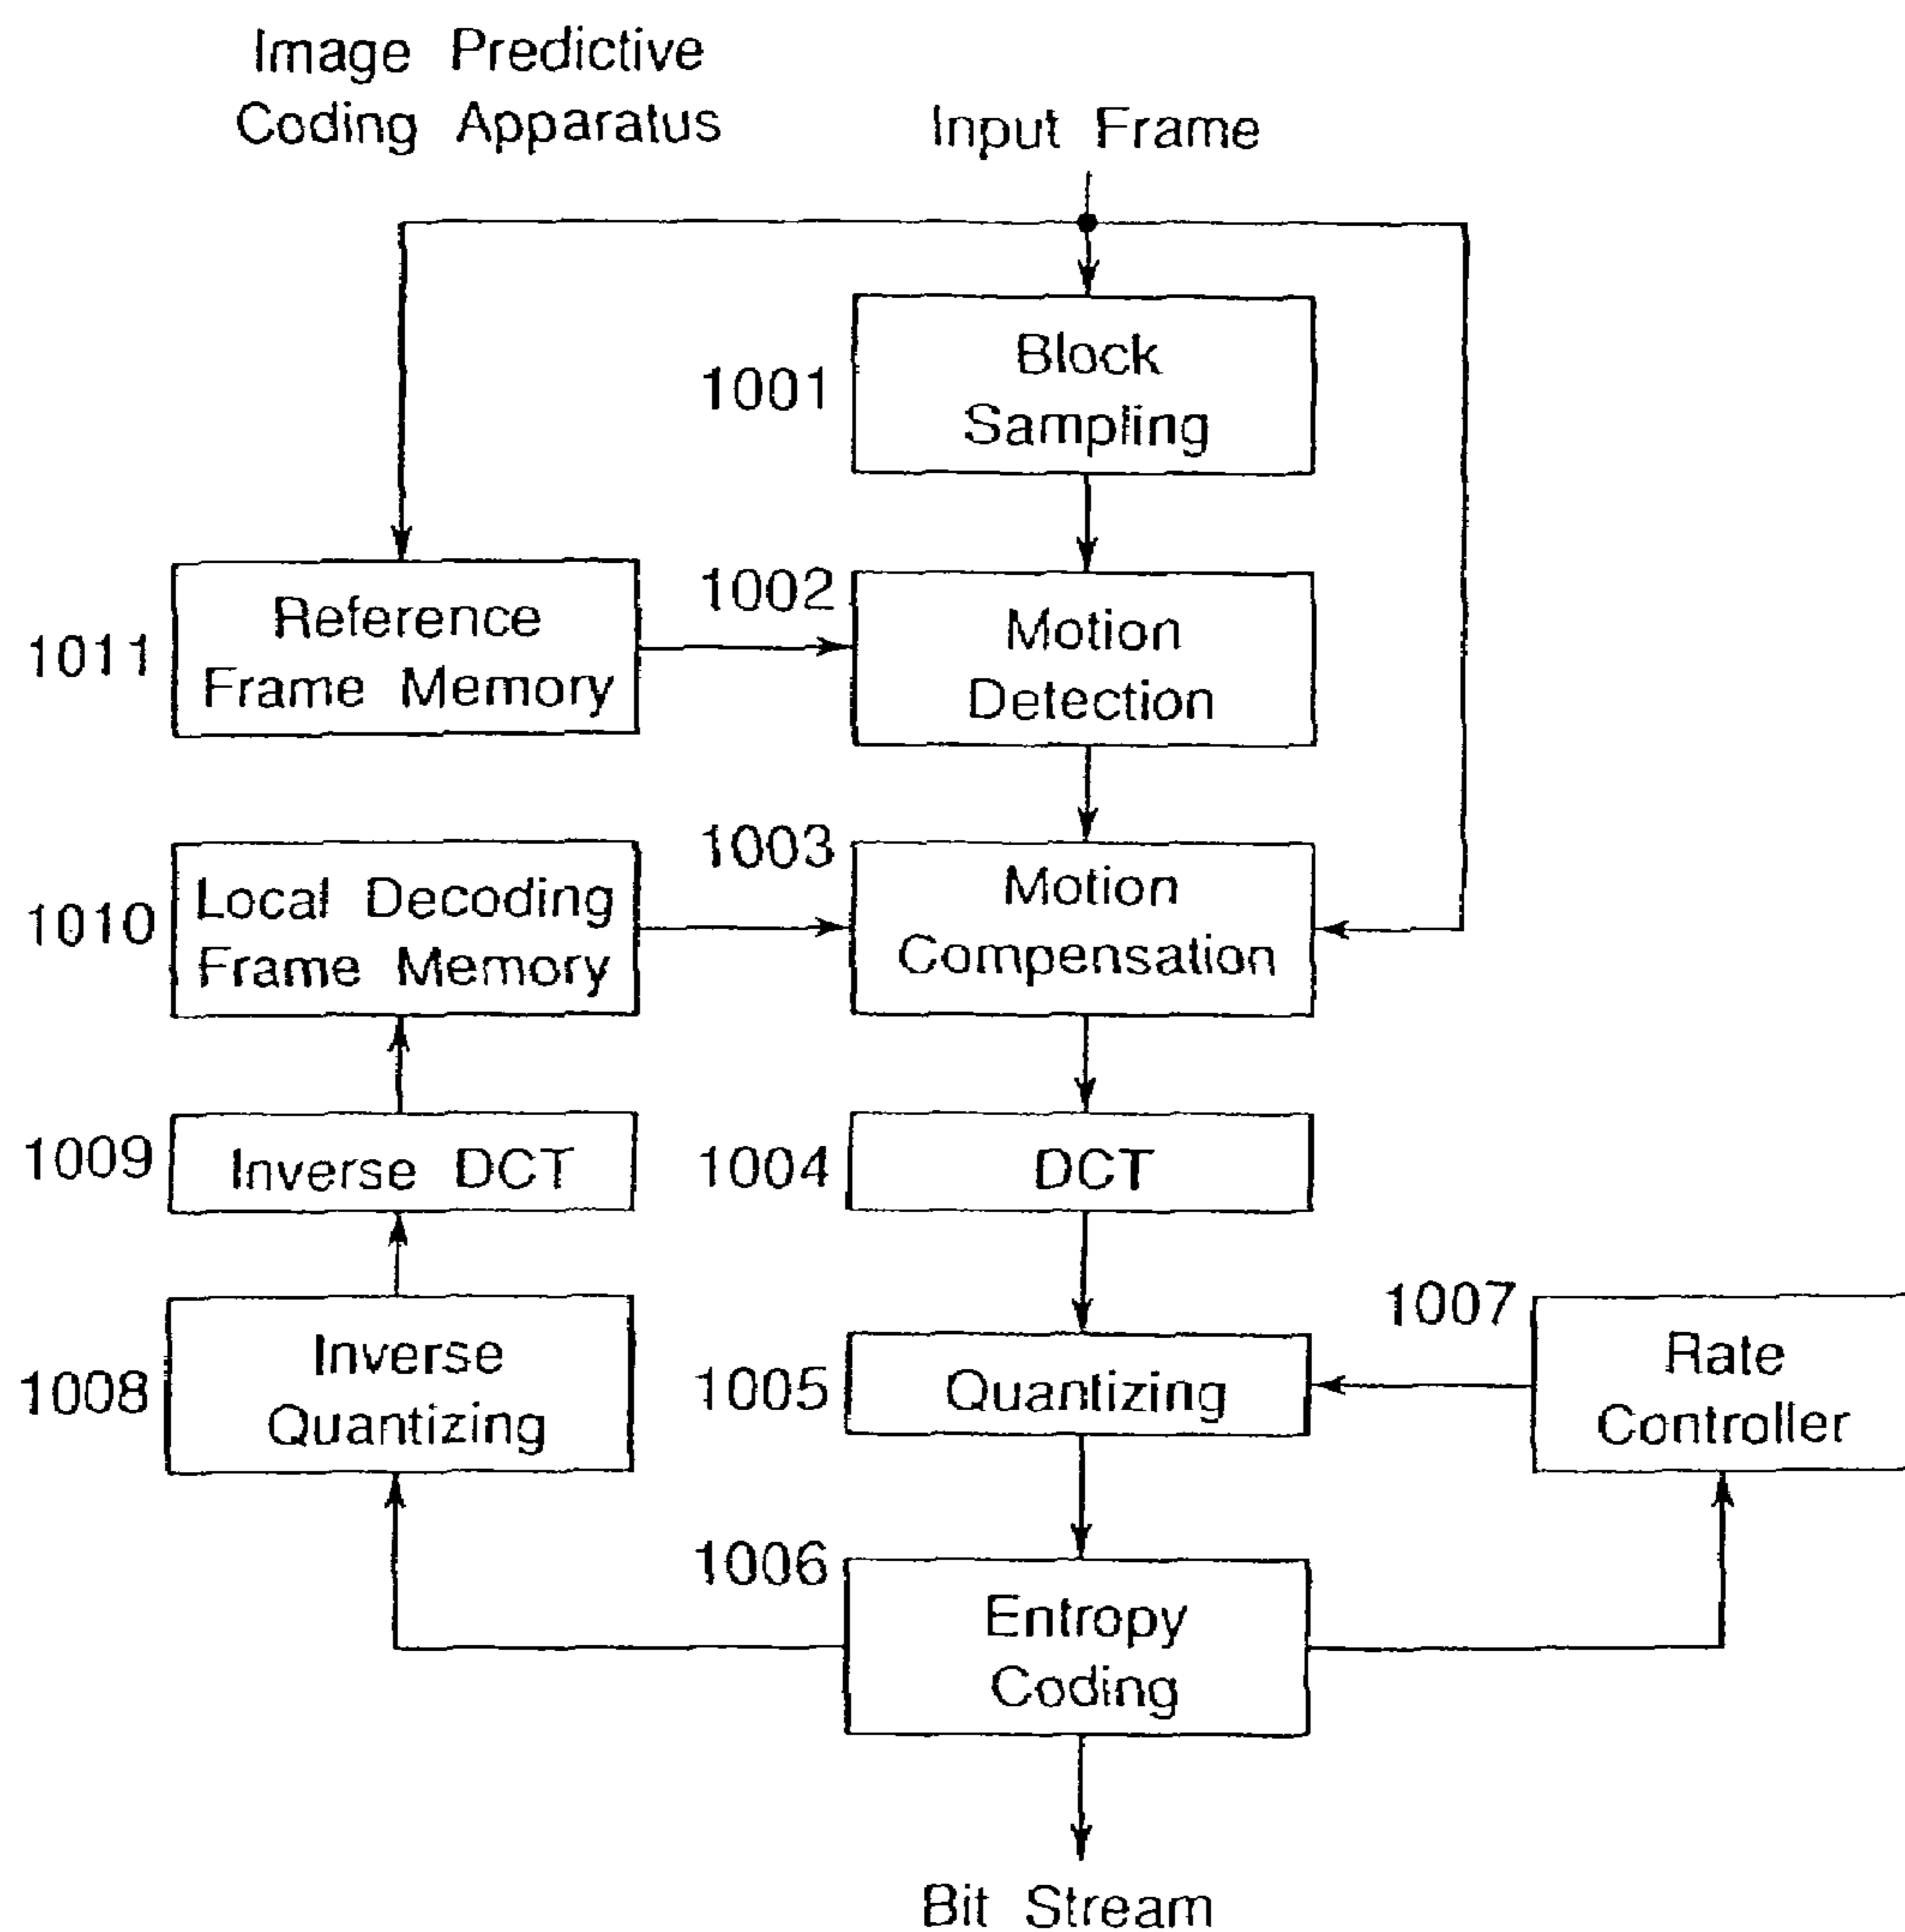 Image Predictive
Coding Apparatus
Input Frame
1001
Block
Sampling
1011
Reference
Frame Memory
1002
Motion
Detection
1010
Local Decoding
Frame Memory
1003
Motion
Compensation
1009
Inverse DCT
1004
DCT
1008
Inverse
Quantizing
1005
Quantizing
1007
Rate
Controller
1006
Entropy
Coding
Bit Stream